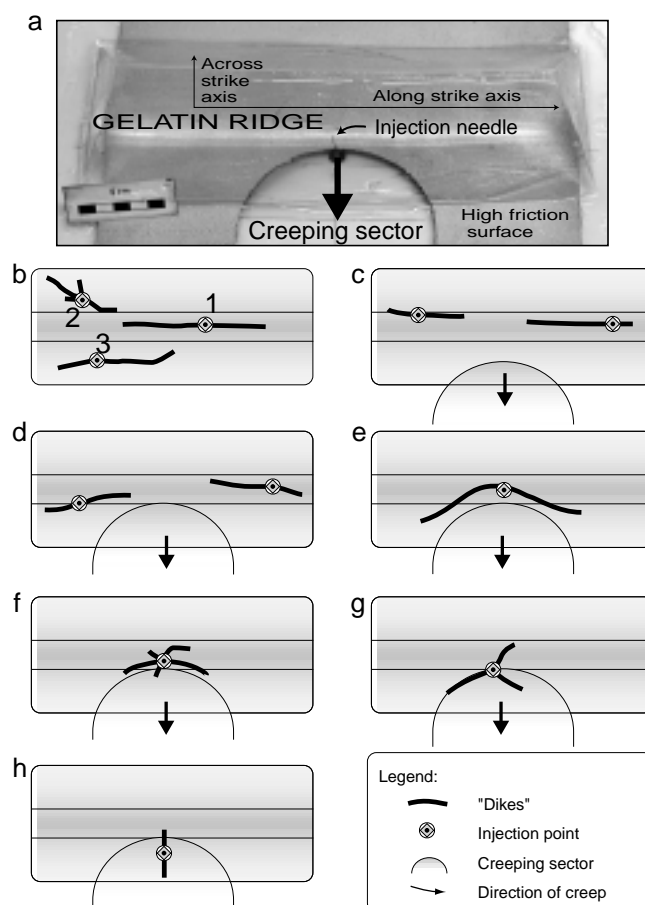 a
Across
strike
axis
Along strike axis
GELATIN RIDGE
Injection needle
Creeping sector
High friction
surface
b
1
2
3
c
d
e
f
g
h
Legend:
"Dikes"
Injection point
Creeping sector
Direction of creep